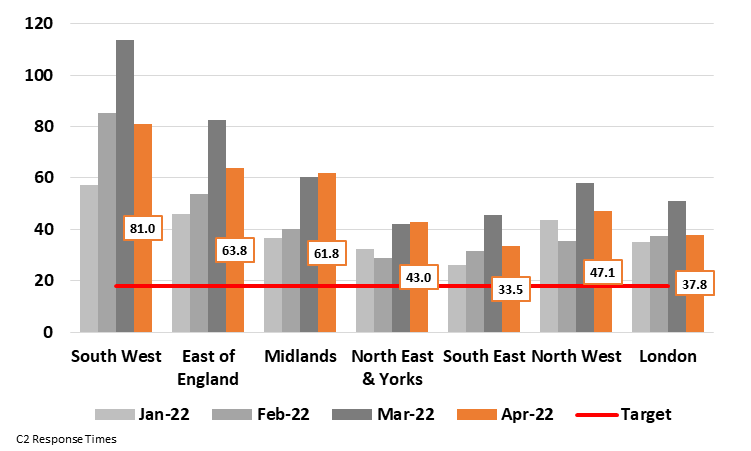 120
100
80
60
40
20
0
81.0
63.8
61.8
43.0
33.5
47.1
37.8
South West
East of
England
Midlands
North East
& Yorks
South East
North West
London
Jan-22
Feb-22
Mar-22
Apr-22
Target
C2 Response Times